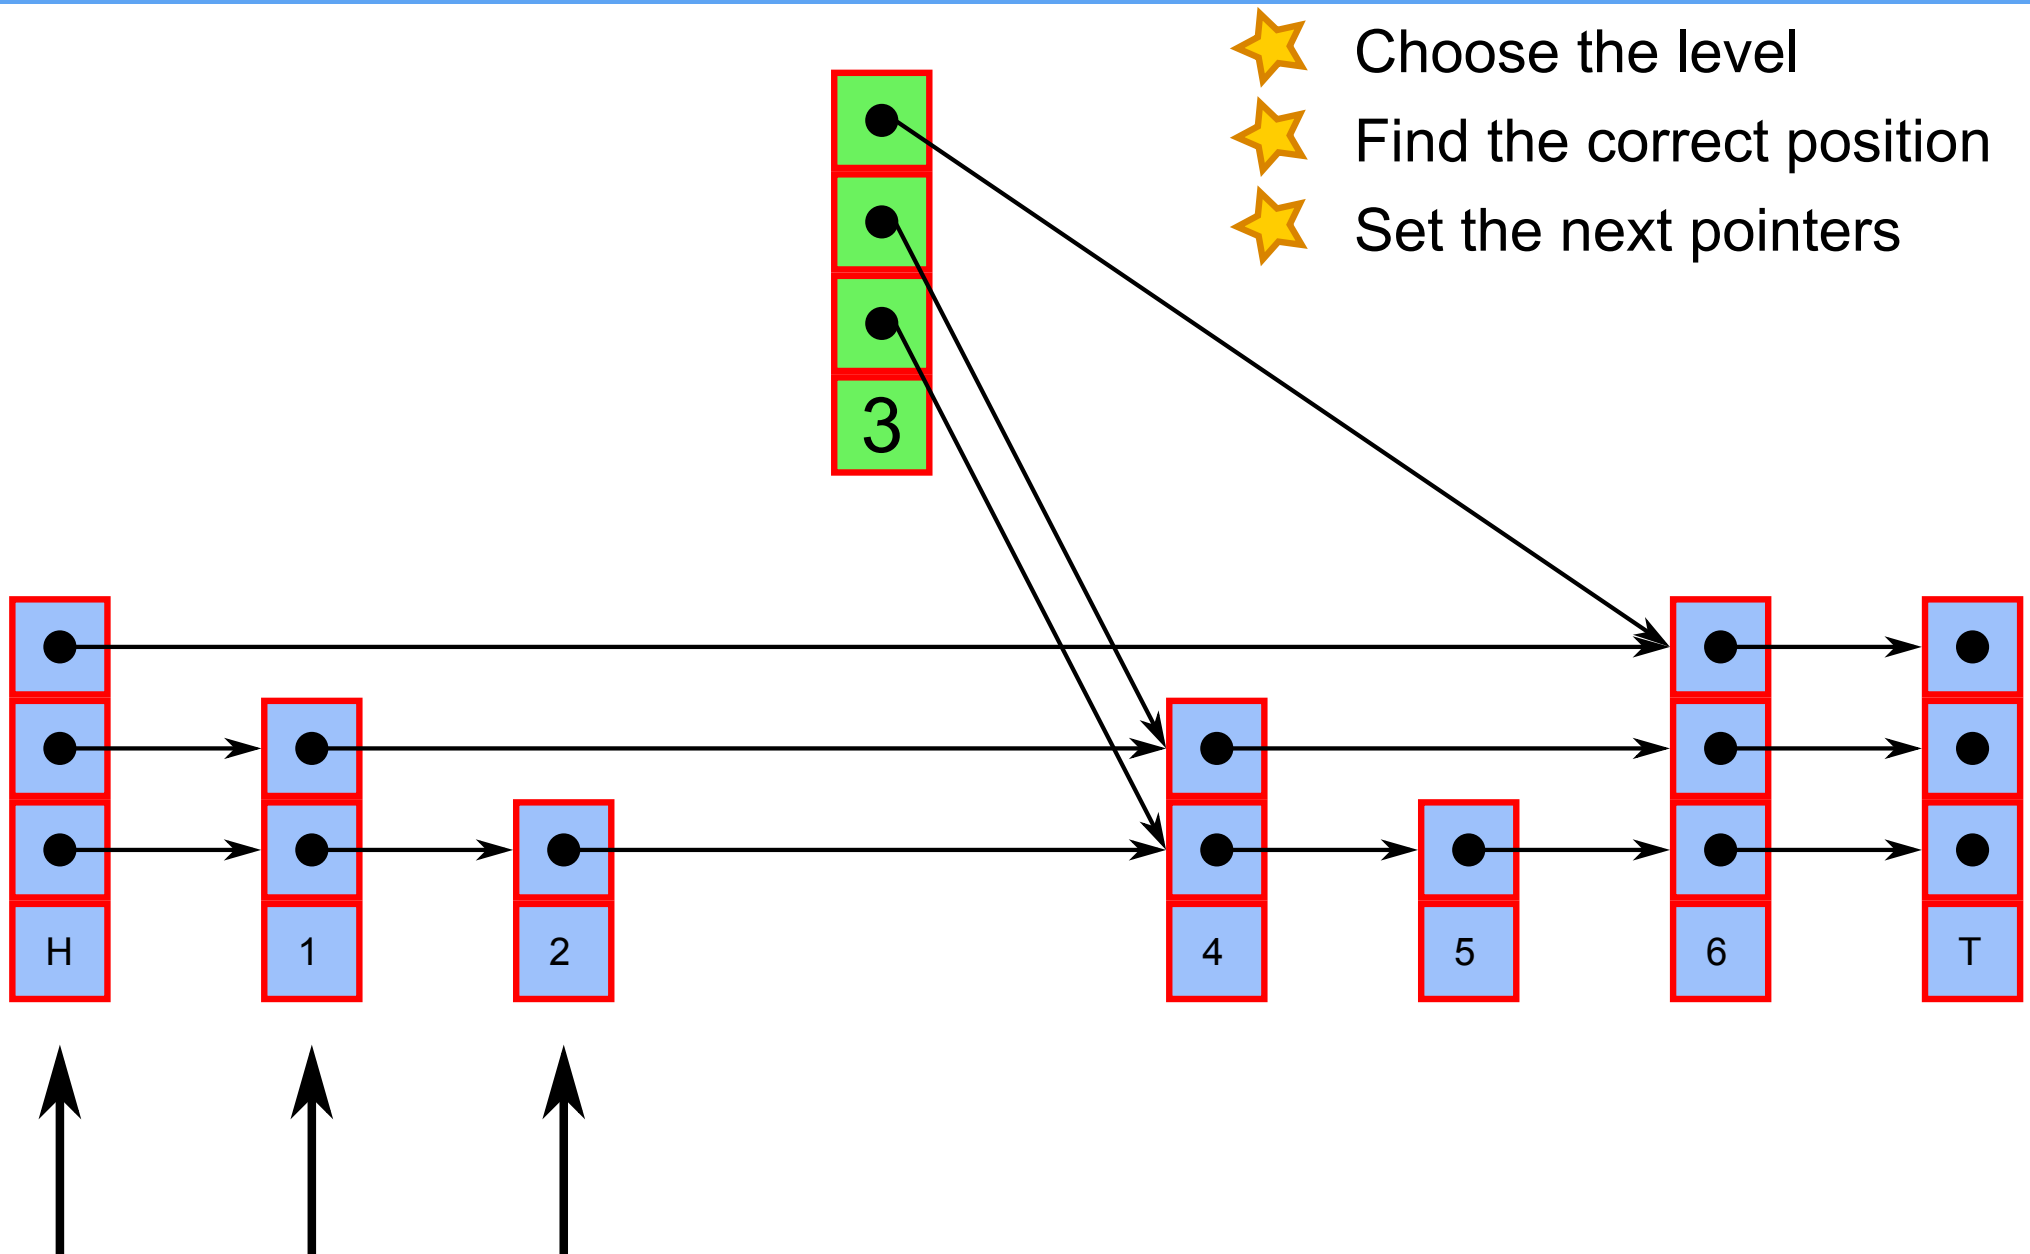 Choose the level
Find the correct position
Set the next pointers
3
H 1 2 4 5 6 T